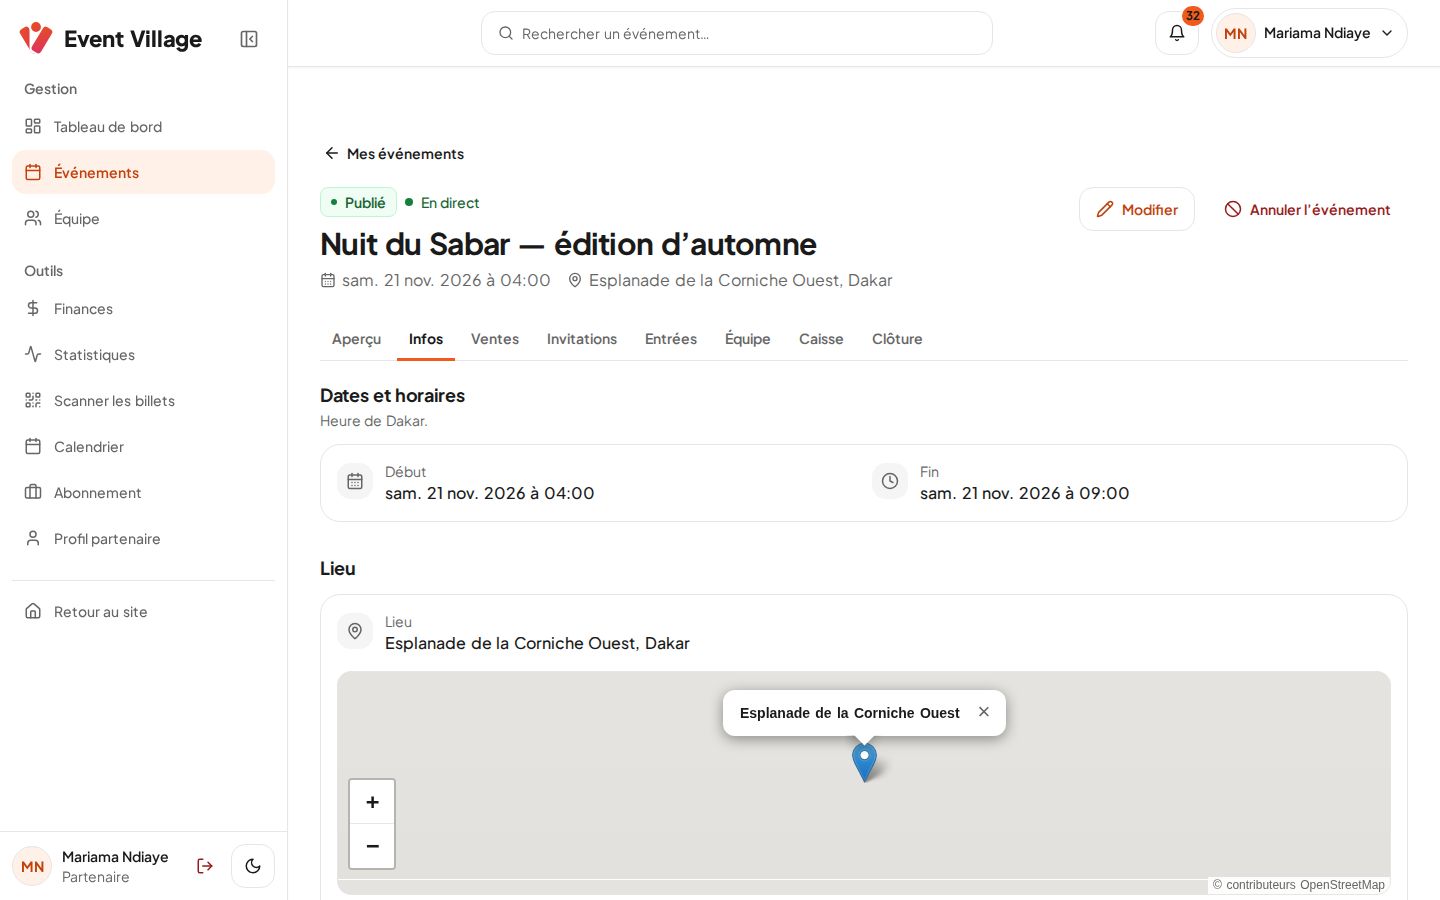 Event Village
Rechercher un événement…
32
MN
Mariama Ndiaye
Gestion
Tableau de bord
Événements
Équipe
Outils
Finances
Statistiques
Scanner les billets
Calendrier
Abonnement
Profil partenaire
Retour au site
MN
Mariama Ndiaye
Partenaire
Mes événements
Publié
En direct
Modifier
Annuler l’événement
Nuit du Sabar — édition d’automne
sam. 21 nov. 2026 à 04:00
Esplanade de la Corniche Ouest, Dakar
Aperçu
Infos
Ventes
Invitations
Entrées
Équipe
Caisse
Clôture
Dates et horaires
Heure de Dakar.
Début
sam. 21 nov. 2026 à 04:00
Fin
sam. 21 nov. 2026 à 09:00
Lieu
Lieu
Esplanade de la Corniche Ouest, Dakar
Esplanade de la Corniche Ouest
×
+
−
© contributeurs OpenStreetMap